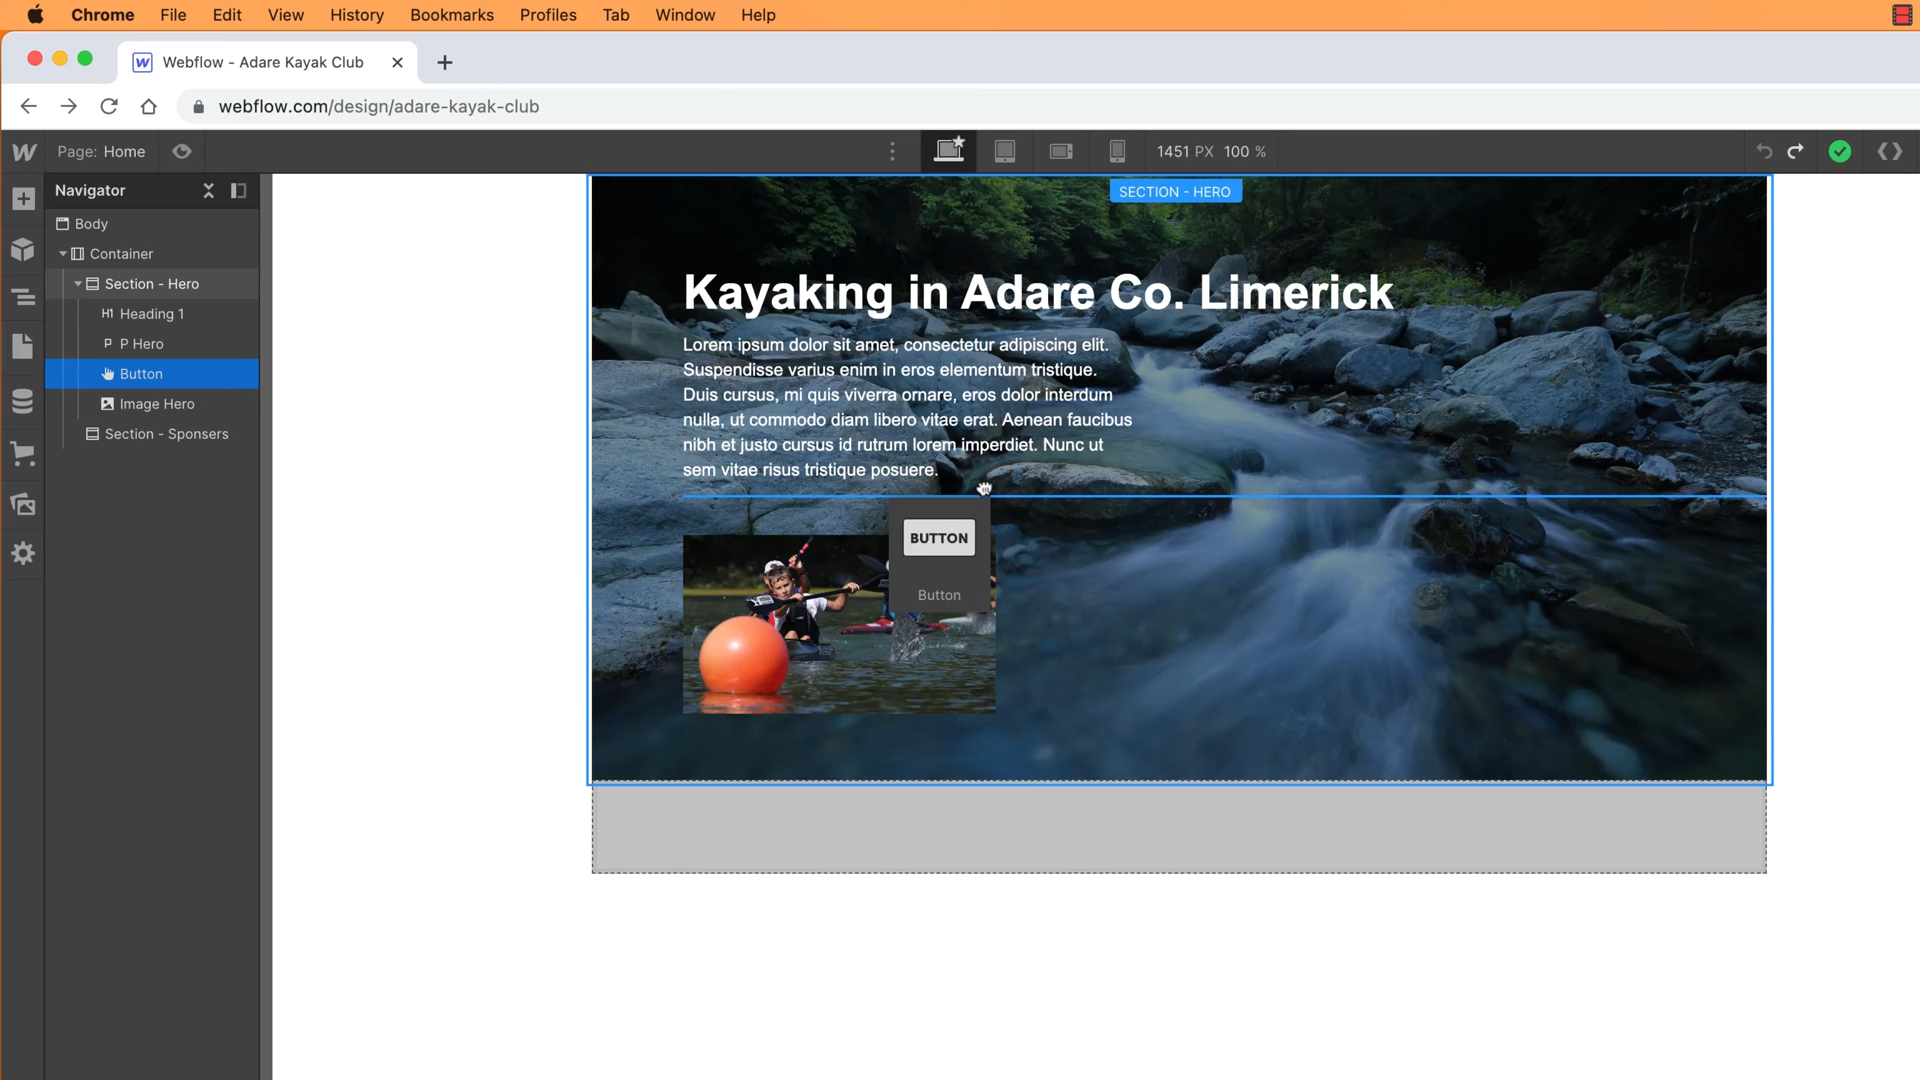 Chrome File Edit View History Bookmarks Profiles Tab Window Help
Webflow - Adare Kayak Club
webflow.com/design/adare-kayak-club
Page: Home
1451 PX 100 %
Navigator
Body
Container
Section - Hero
H1 Heading 1
P P Hero
Button
Image Hero
Section - Sponsers
SECTION - HERO
Kayaking in Adare Co. Limerick
Lorem ipsum dolor sit amet, consectetur adipiscing elit.
Suspendisse varius enim in eros elementum tristique.
Duis cursus, mi quis viverra ornare, eros dolor interdum
nulla, ut commodo diam libero vitae erat. Aenean faucibus
nibh et justo cursus id rutrum lorem imperdiet. Nunc ut
sem vitae risus tristique posuere.
BUTTON
Button